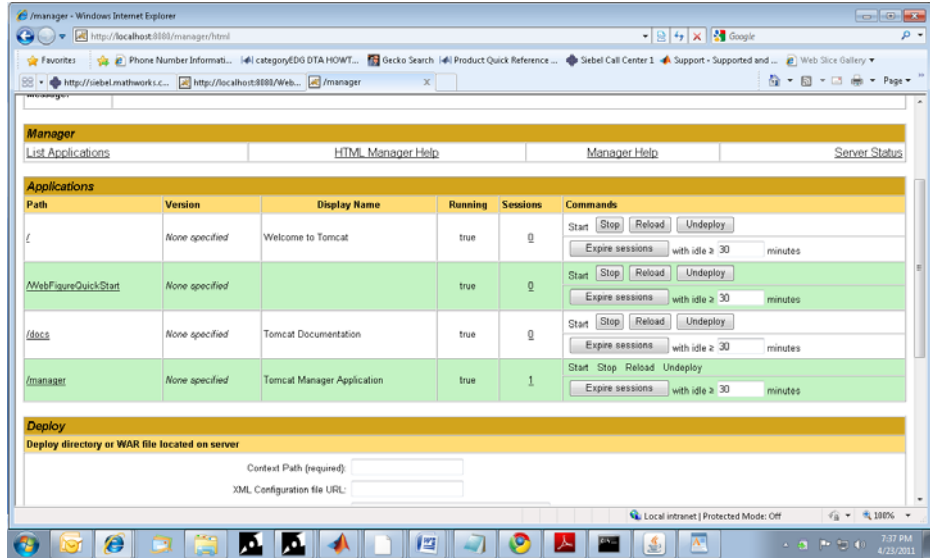 /manager - Windows Internet Explorer
http://localhost:8080/manager/html
Google
Favorites Phone Number Informati... categoryEDG DTA HOWT... Gecko Search Product Quick Reference ... Siebel Call Center 1 Support - Supported and ... Web Slice Gallery
http://siebel.mathworks.c... http://localhost:8080/Web... /manager X Page
Message:
Manager
List Applications HTML Manager Help Manager Help Server Status
Applications
Path Version Display Name Running Sessions Commands
/ None specified Welcome to Tomcat true 0 Start Stop Reload Undeploy
Expire sessions with idle ≥ 30 minutes
/WebFigureQuickStart None specified true 0 Start Stop Reload Undeploy
Expire sessions with idle ≥ 30 minutes
/docs None specified Tomcat Documentation true 0 Start Stop Reload Undeploy
Expire sessions with idle ≥ 30 minutes
/manager None specified Tomcat Manager Application true 1 Start Stop Reload Undeploy
Expire sessions with idle ≥ 30 minutes
Deploy
Deploy directory or WAR file located on server
Context Path (required):
XML Configuration file URL:
Local intranet | Protected Mode: Off 100%
7:37 PM
4/23/2011